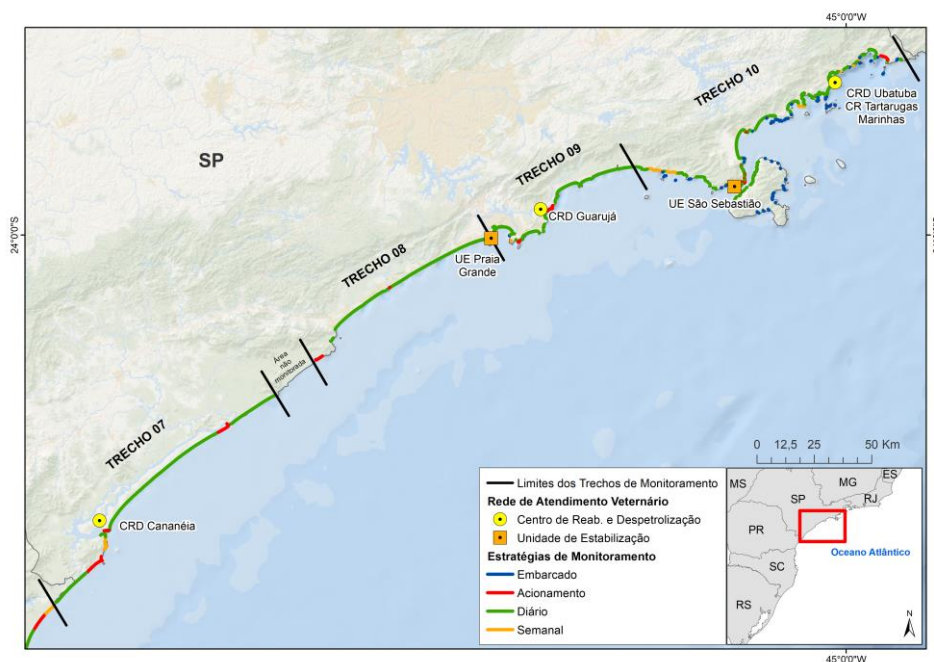 45°0'0"W
TRECHO 10
CRD Ubatuba
CR Tartarugas
Marinhas
SP
TRECHO 09
UE São Sebastião
CRD Guarujá
24°0'0"S
UE Praia
Grande
TRECHO 08
Área
não
monitorada
TRECHO 07
CRD Cananéia
0 12,5 25 50 Km
Limites dos Trechos de Monitoramento
Rede de Atendimento Veternário
Centro de Reab. e Despetrolização
Unidade de Estabilização
Estratégias de Monitoramento
Embarcado
Acionamento
Diário
Semanal
MS
MG
ES
SP
RJ
PR
Oceano Atlântico
SC
RS
N
45°0'0"W